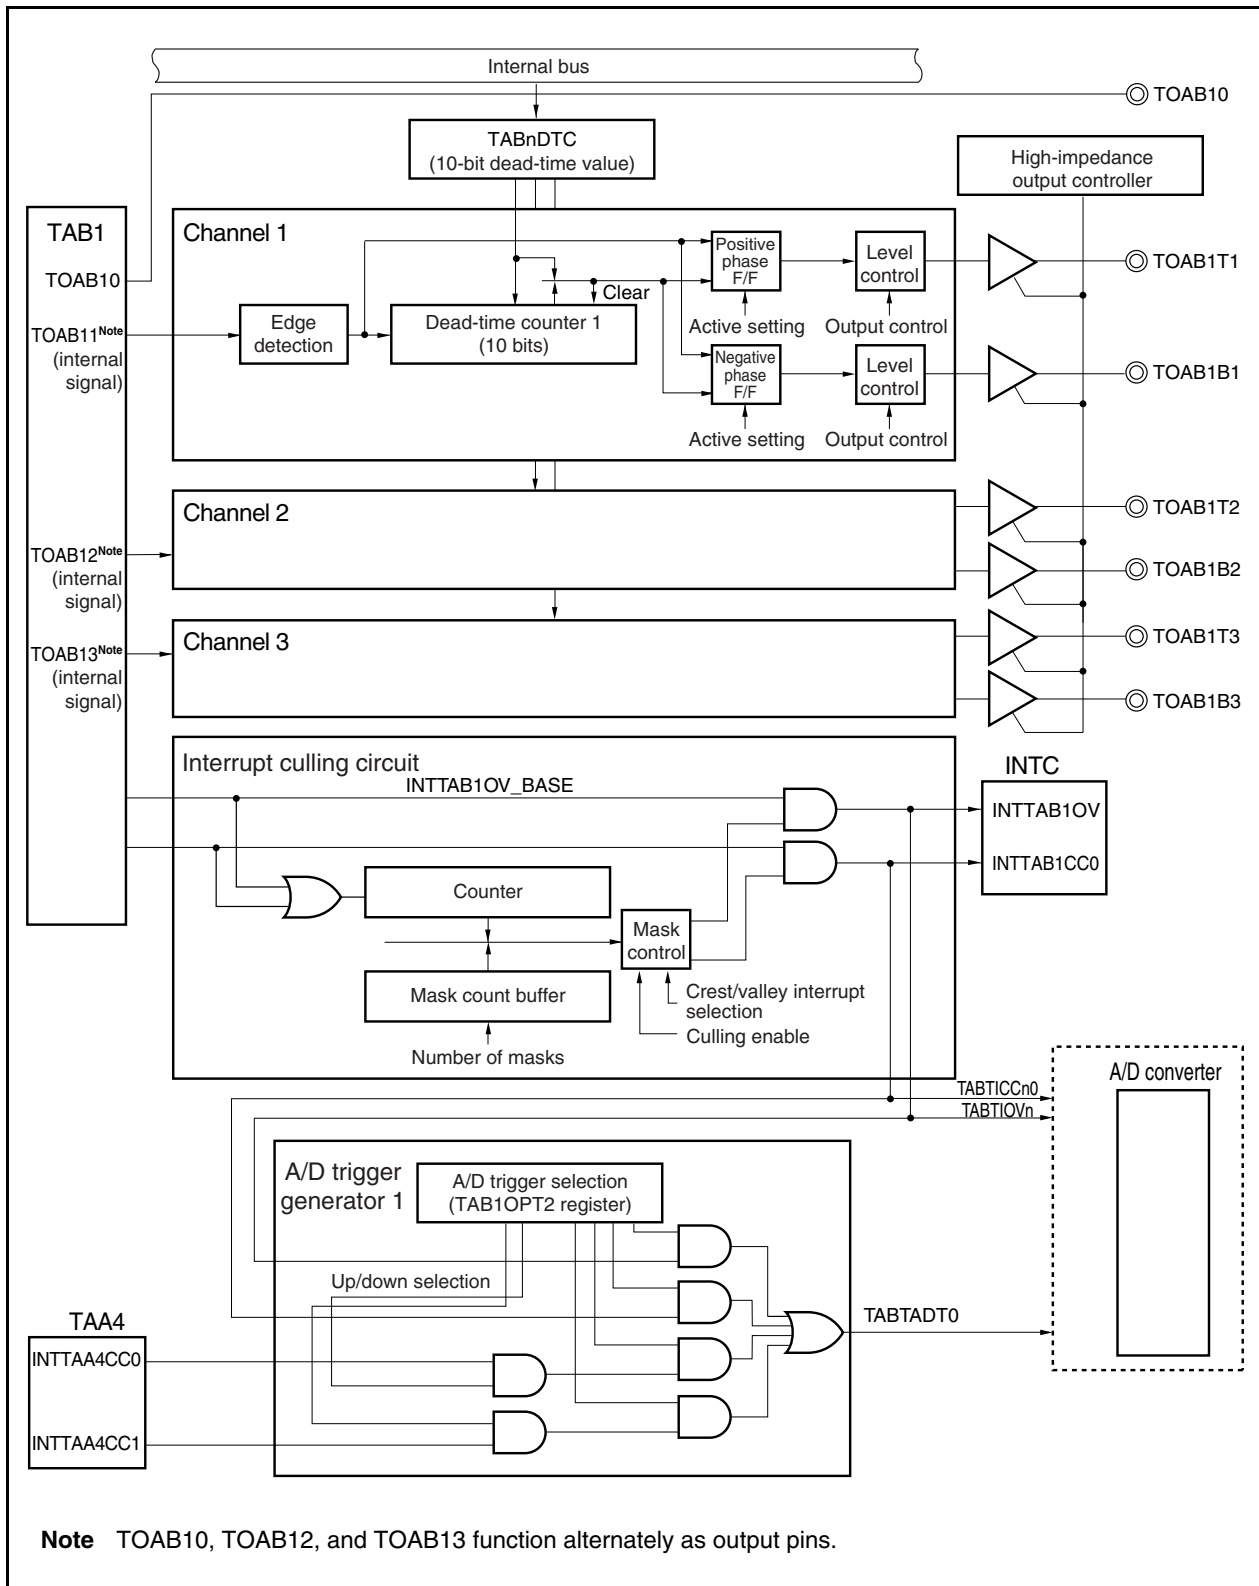 Internal bus
TOAB10
TABnDTC
(10-bit dead-time value)
High-impedance
output controller
TAB1
TOAB10
TOAB11Note
(internal
signal)
TOAB12Note
(internal
signal)
TOAB13Note
(internal
signal)
Channel 1
Edge
detection
Dead-time counter 1
(10 bits)
Clear
Positive
phase
F/F
Level
control
Active setting
Output control
Negative
phase
F/F
Level
control
Active setting
Output control
TOAB1T1
TOAB1B1
Channel 2
TOAB1T2
TOAB1B2
Channel 3
TOAB1T3
TOAB1B3
Interrupt culling circuit
INTTAB1OV_BASE
Counter
Mask count buffer
Number of masks
Mask
control
Crest/valley interrupt
selection
Culling enable
INTC
INTTAB1OV
INTTAB1CC0
TABTICCn0
TABTIOVn
A/D converter
A/D trigger
generator 1
A/D trigger selection
(TAB1OPT2 register)
Up/down selection
TABTADT0
TAA4
INTTAA4CC0
INTTAA4CC1
Note TOAB10, TOAB12, and TOAB13 function alternately as output pins.